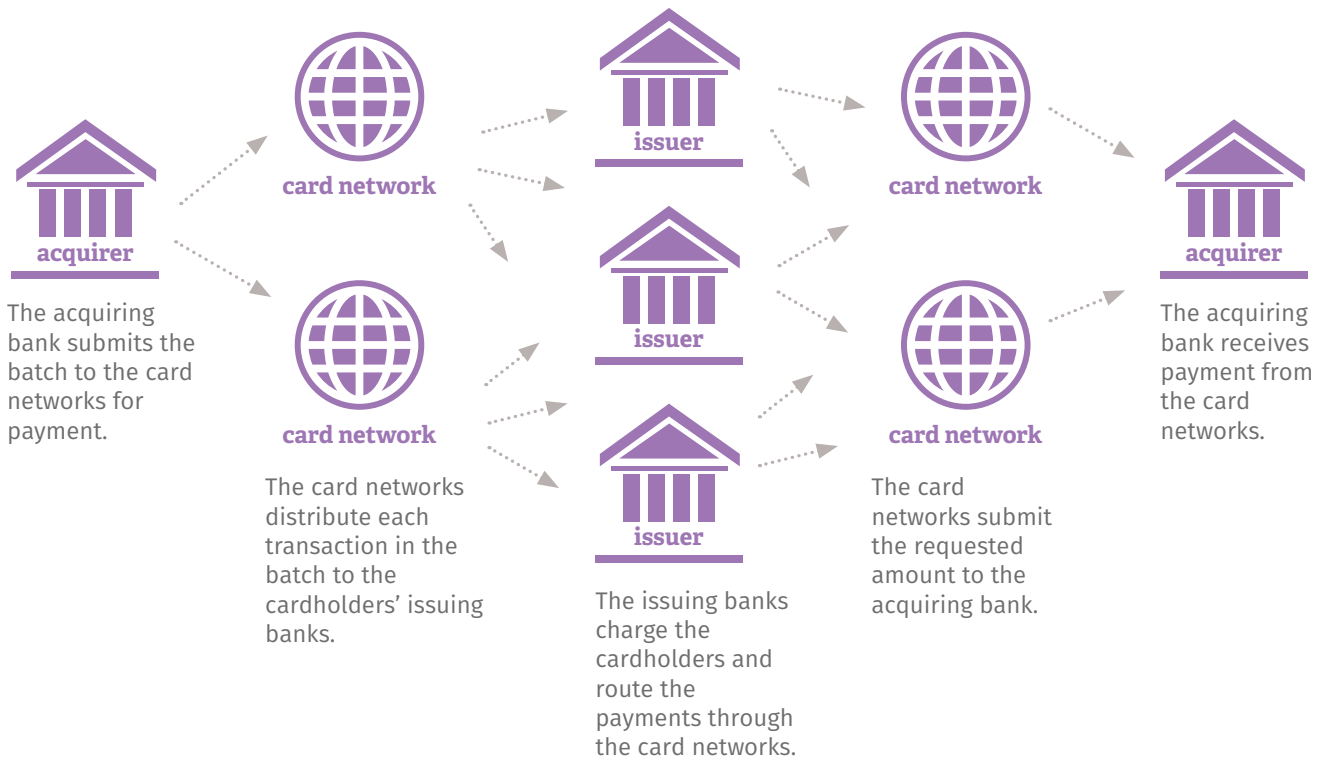 acquirer
The acquiring
bank submits the
batch to the card
networks for
payment.
card network
card network
The card networks
distribute each
transaction in the
batch to the
cardholders’ issuing
banks.
issuer
issuer
issuer
The issuing banks
charge the
cardholders and
route the
payments through
the card networks.
card network
card network
The card
networks submit
the requested
amount to the
acquiring bank.
acquirer
The acquiring
bank receives
payment from
the card
networks.